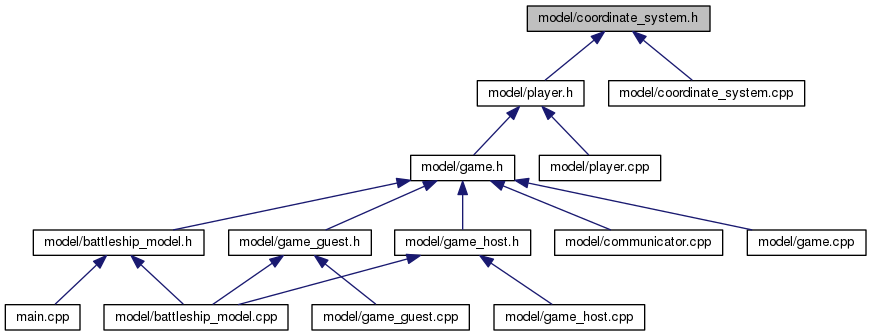 model/coordinate_system.h
model/player.h
model/coordinate_system.cpp
model/game.h
model/player.cpp
model/battleship_model.h
model/game_guest.h
model/game_host.h
model/communicator.cpp
model/game.cpp
main.cpp
model/battleship_model.cpp
model/game_guest.cpp
model/game_host.cpp